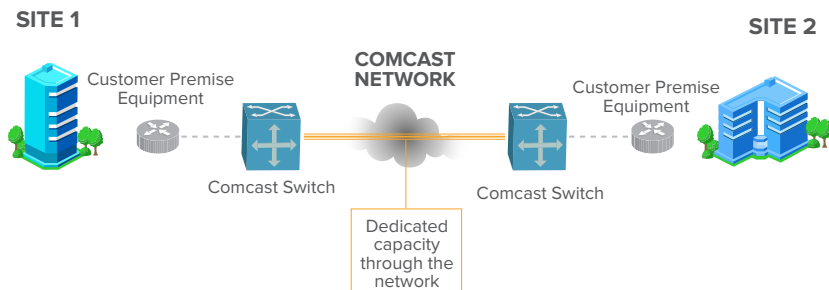 SITE 1
SITE 2
COMCAST
NETWORK
Customer Premise
Equipment
Customer Premise
Equipment
Comcast Switch
Comcast Switch
Dedicated
capacity
through the
network